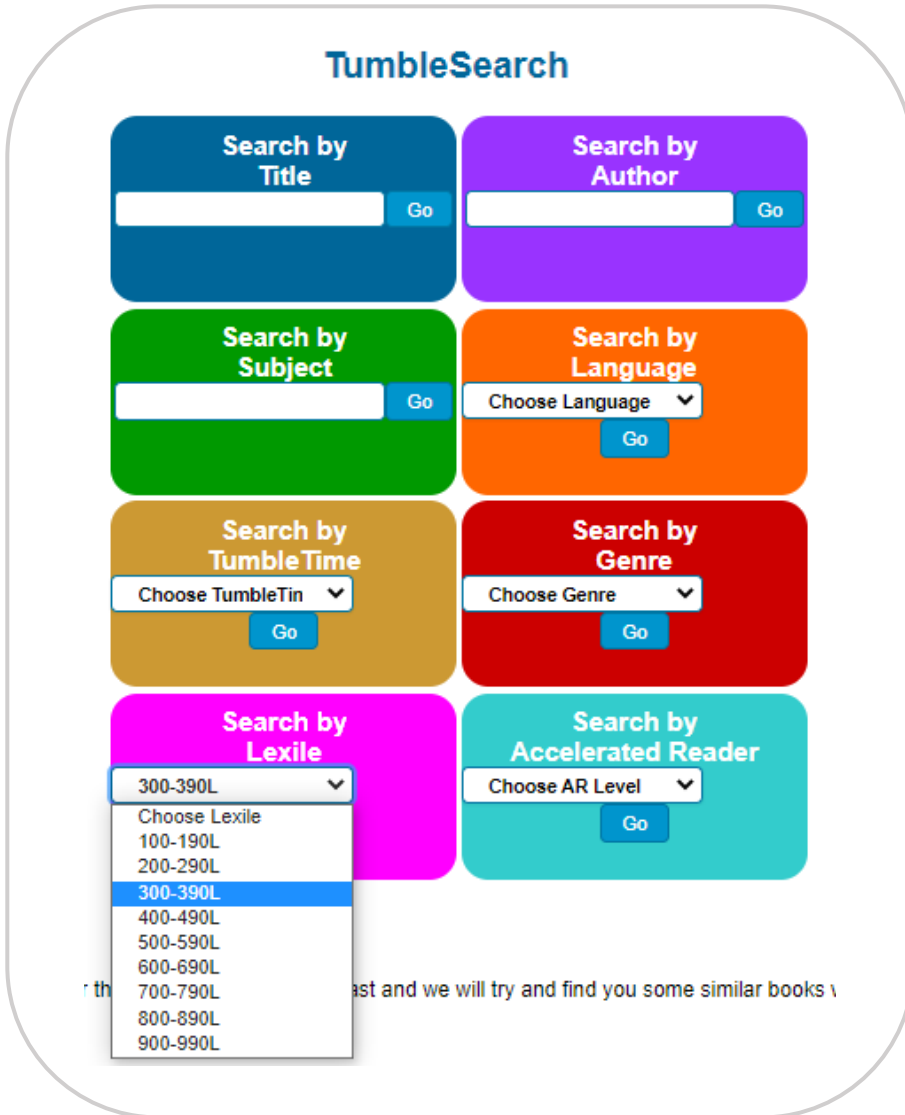 TumbleSearch
Search by
Title
Go
Search by
Author
Go
Search by
Subject
Go
Search by
Language
Choose Language
Go
Search by
TumbleTime
Choose TumbleTin
Go
Search by
Genre
Choose Genre
Go
Search by
Lexile
300-390L
Choose Lexile
100-190L
200-290L
300-390L
400-490L
500-590L
600-690L
700-790L
800-890L
900-990L
Search by
Accelerated Reader
Choose AR Level
Go
and we will try and find you some similar books